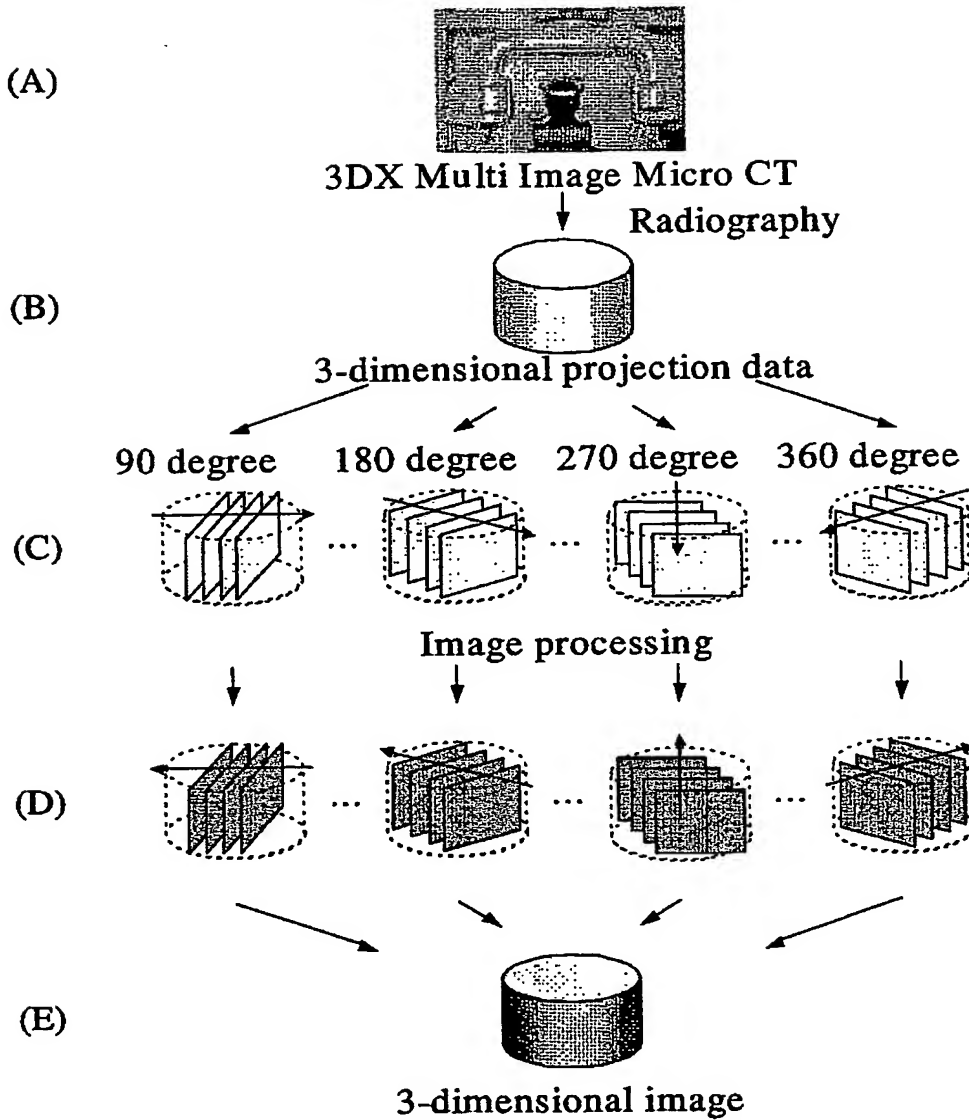 (A)
3DX Multi Image Micro CT
Radiography
(B)
3-dimensional projection data
90 degree 180 degree 270 degree 360 degree
(C) ... ... ...
Image processing
(D) ... ... ...
(E)
3-dimensional image